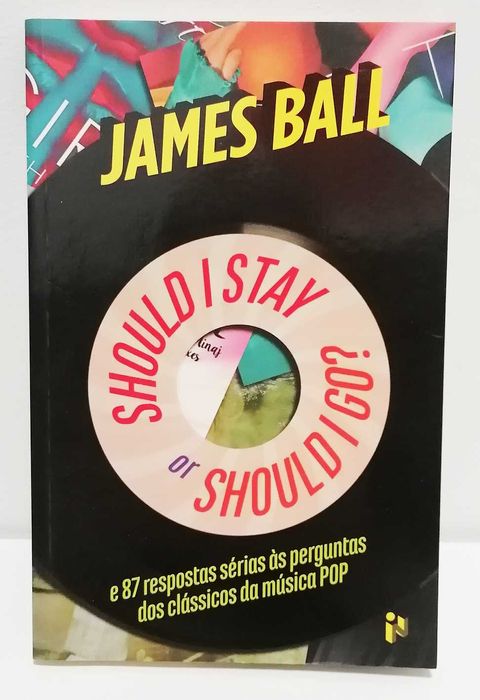 JAMES BALL
SHOULD I STAY
or
SHOULD I GO?
e 87 respostas sérias às perguntas
dos clássicos da música POP